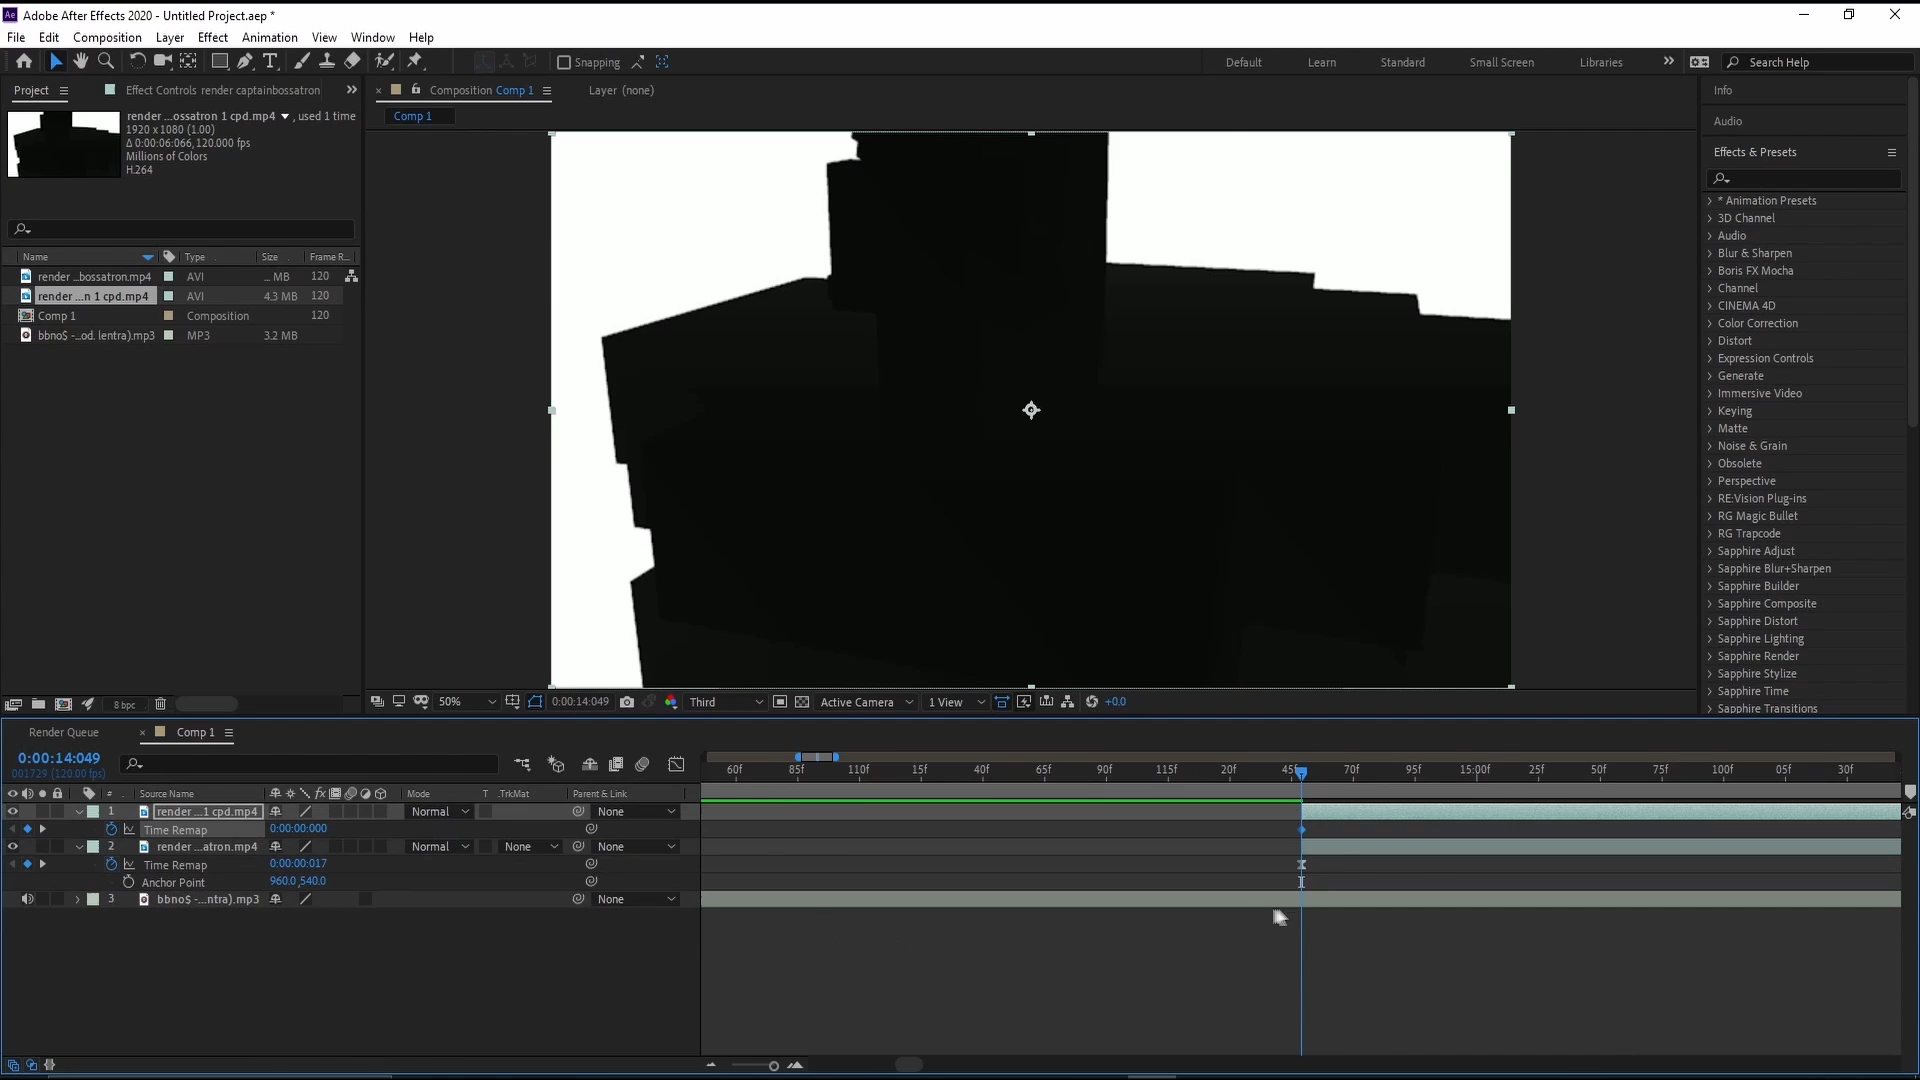 Ae Adobe After Effects 2020 - Untitled Project.aep *
File Edit Composition Layer Effect Animation View Window Help
Snapping Default Learn Standard Small Screen Libraries Search Help
Project Effect Controls render captainbossatron
Composition Comp 1 Layer (none)
Comp 1
render ...ossatron 1 cpd.mp4 , used 1 time
1920 x 1080 (1.00)
Δ 0:00:06:066, 120.000 fps
Millions of Colors
H.264
Name Type Size Frame R...
render ...bossatron.mp4 AVI ... MB 120
render ...n 1 cpd.mp4 AVI 4.3 MB 120
Comp 1 Composition 120
bbno$ -...od. lentra).mp3 MP3 3.2 MB
8 bpc
50% 0:00:14:049 Third Active Camera 1 View +0.0
Info
Audio
Effects & Presets
* Animation Presets
3D Channel
Audio
Blur & Sharpen
Boris FX Mocha
Channel
CINEMA 4D
Color Correction
Distort
Expression Controls
Generate
Immersive Video
Keying
Matte
Noise & Grain
Obsolete
Perspective
RE:Vision Plug-ins
RG Magic Bullet
RG Trapcode
Sapphire Adjust
Sapphire Blur+Sharpen
Sapphire Builder
Sapphire Composite
Sapphire Distort
Sapphire Lighting
Sapphire Render
Sapphire Stylize
Sapphire Time
Sapphire Transitions
Render Queue Comp 1
0:00:14:049
001729 (120.00 fps)
60f 85f 110f 15f 40f 65f 90f 115f 20f 45f 70f 95f 15:00f 05f 25f 50f 75f 100f 05f 30f
# Source Name fx Mode T .TrkMat Parent & Link
1 render ...1 cpd.mp4 Normal None
Time Remap 0:00:00:000
2 render ...atron.mp4 Normal None None
Time Remap 0:00:00:017
Anchor Point 960.0,540.0
3 bbno$ -...ntra).mp3 None